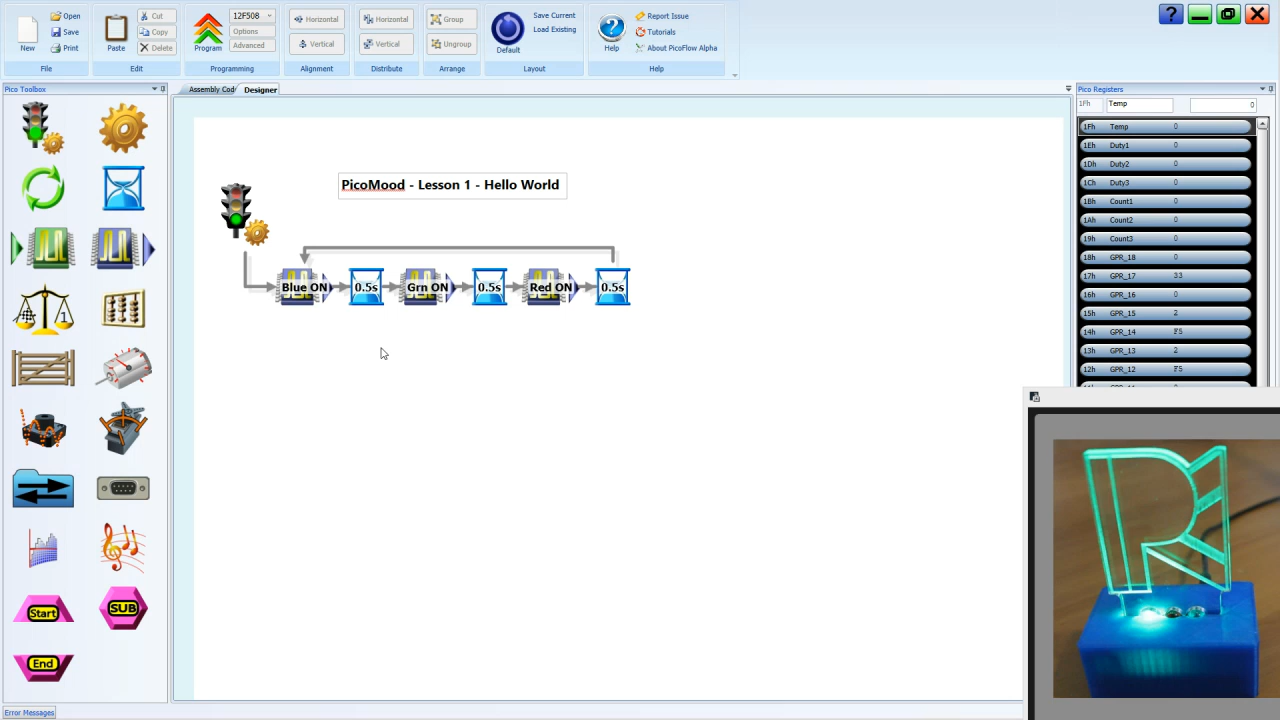 New
Open
Save
Print
File
Paste
Cut
Copy
Delete
Edit
Program
12F508
Options
Advanced
Programming
Horizontal
Vertical
Alignment
Horizontal
Vertical
Distribute
Group
Ungroup
Arrange
Default
Save Current
Load Existing
Layout
Help
Report Issue
Tutorials
About PicoFlow Alpha
Help
Pico Toolbox
Assembly Cod
Designer
Pico Registers
1Fh Temp 0
1Fh Temp 0
1Eh Duty1 0
1Dh Duty2 0
1Ch Duty3 0
1Bh Count1 0
1Ah Count2 0
19h Count3 0
18h GPR_18 0
17h GPR_17 33
16h GPR_16 0
15h GPR_15 2
14h GPR_14 F5
13h GPR_13 2
12h GPR_12 F5
PicoMood - Lesson 1 - Hello World
Blue ON
0.5s
Grn ON
0.5s
Red ON
0.5s
1
Start
SUB
End
Error Messages